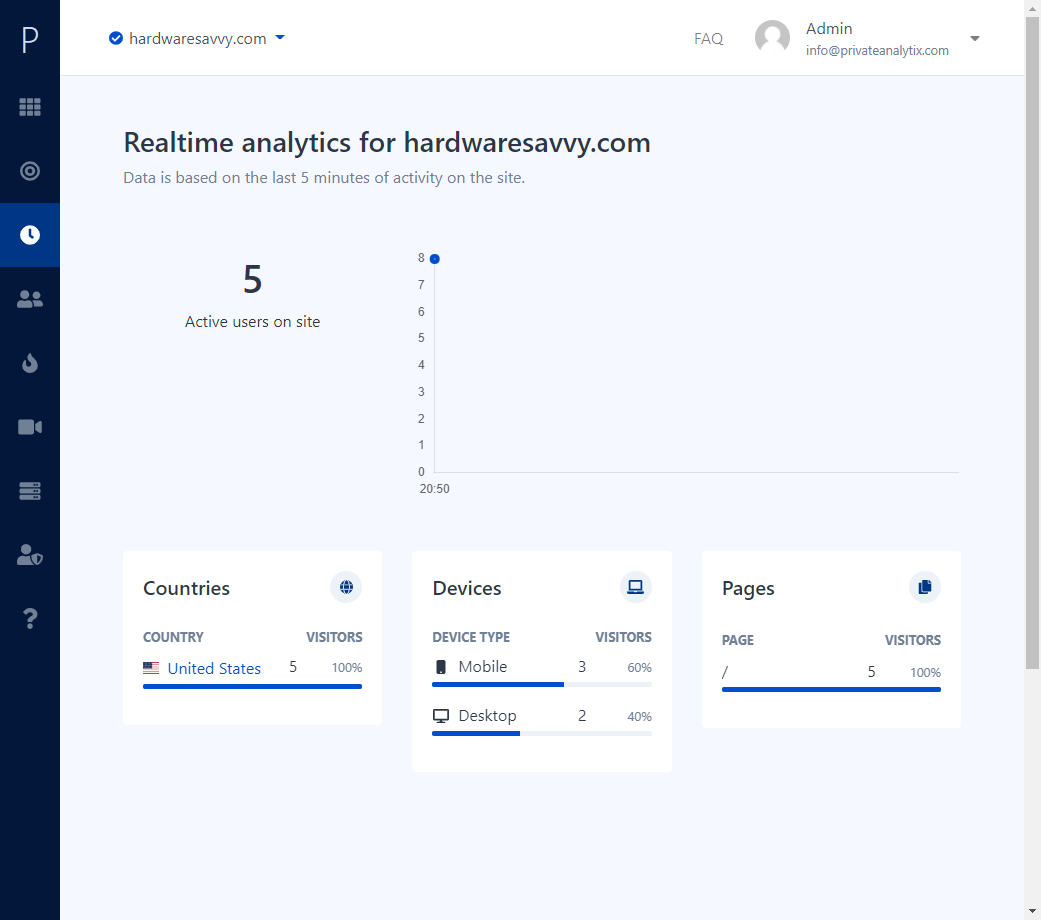 P
hardwaresavvy.com
FAQ
Admin
info@privateanalytix.com
Realtime analytics for hardwaresavvy.com
Data is based on the last 5 minutes of activity on the site.
5
Active users on site
8
7
6
5
4
3
2
1
0
20:50
Countries
COUNTRY VISITORS
United States 5 100%
Devices
DEVICE TYPE VISITORS
Mobile 3 60%
Desktop 2 40%
Pages
PAGE VISITORS
/ 5 100%